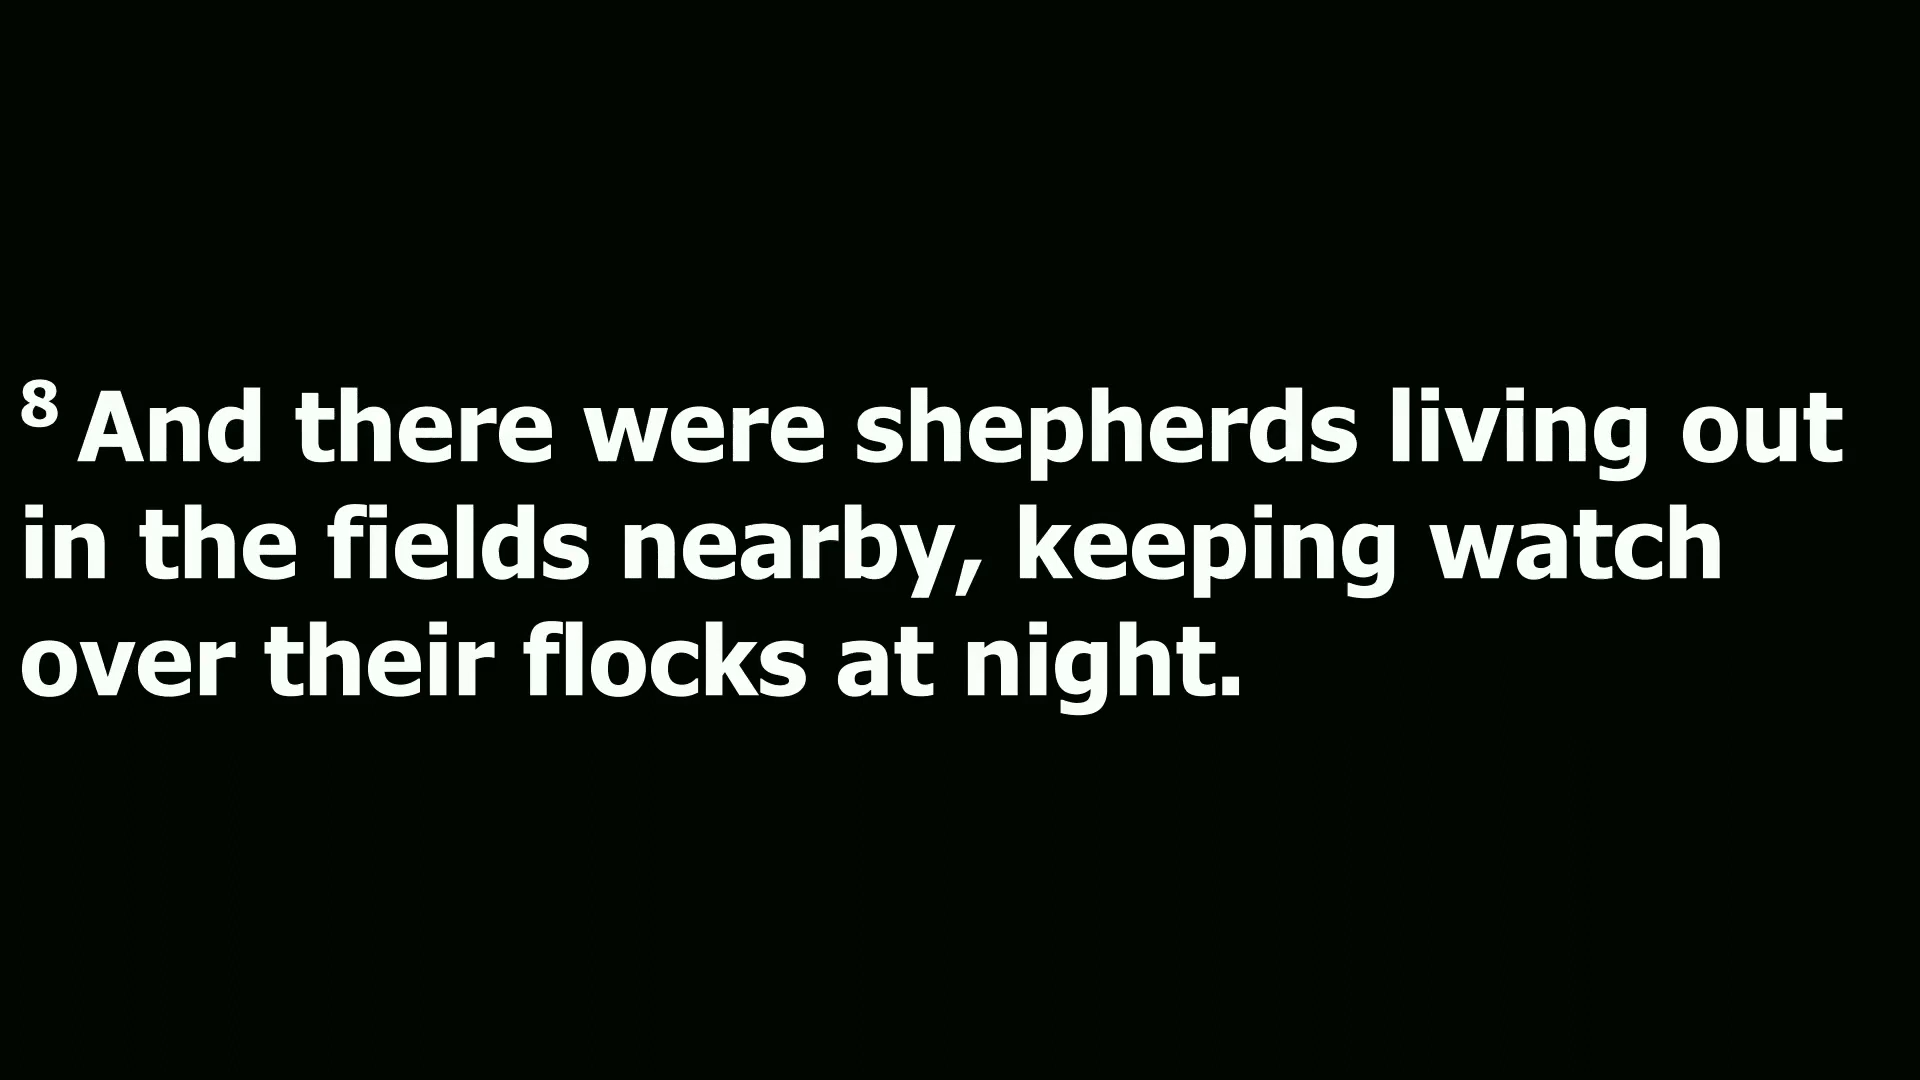 ⁸ And there were shepherds living out
in the fields nearby, keeping watch
over their flocks at night.